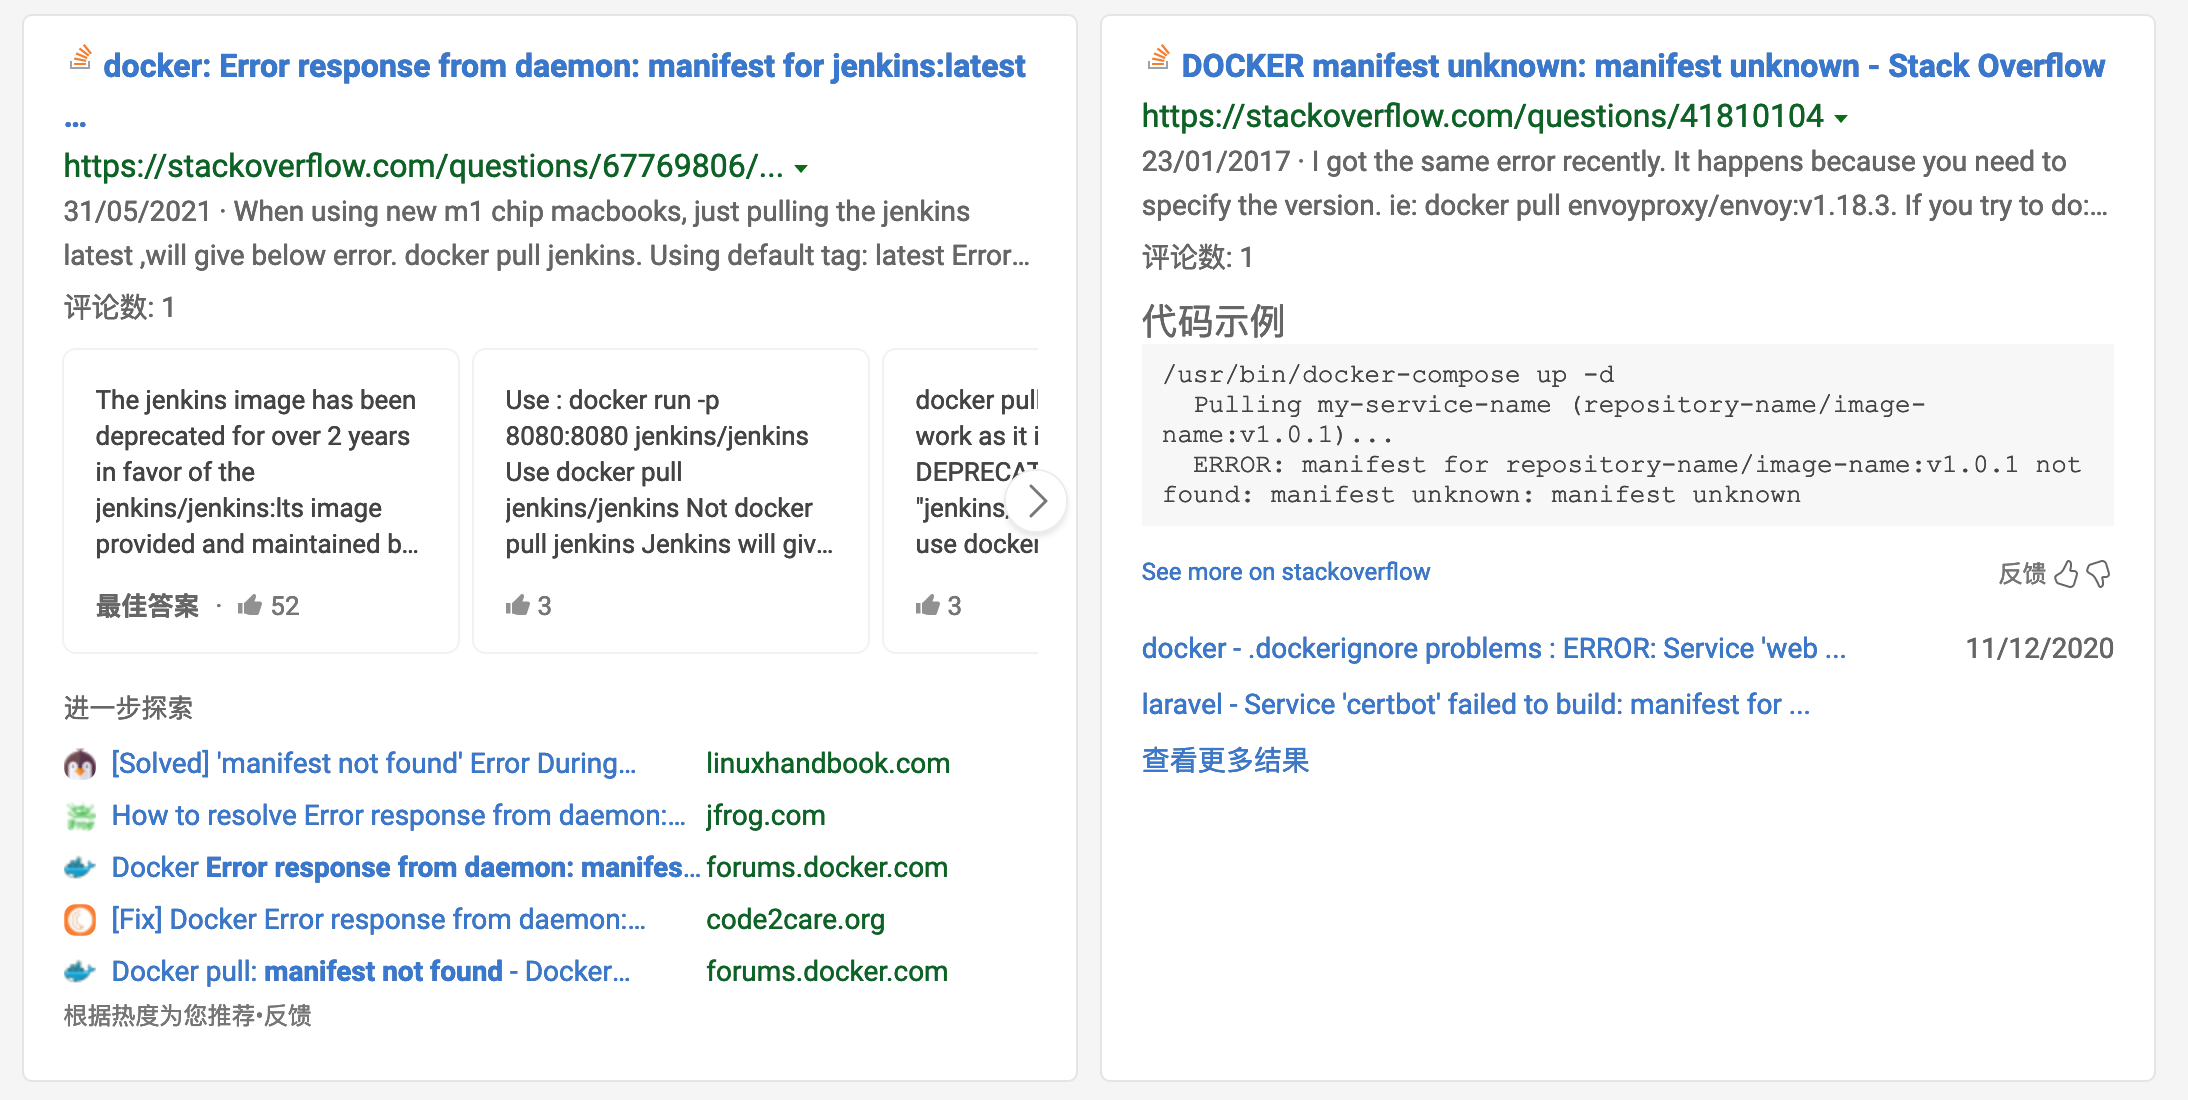 docker: Error response from daemon: manifest for jenkins:latest
...
https://stackoverflow.com/questions/67769806/...
31/05/2021 · When using new m1 chip macbooks, just pulling the jenkins
latest ,will give below error. docker pull jenkins. Using default tag: latest Error...
评论数: 1
The jenkins image has been
deprecated for over 2 years
in favor of the
jenkins/jenkins:lts image
provided and maintained b...
最佳答案 · 52
Use : docker run -p
8080:8080 jenkins/jenkins
Use docker pull
jenkins/jenkins Not docker
pull jenkins Jenkins will giv...
3
docker pull
work as it i
DEPRECAT
"jenkins/
use docker
3
进一步探索
[Solved] 'manifest not found' Error During... linuxhandbook.com
How to resolve Error response from daemon:... jfrog.com
Docker Error response from daemon: manifes... forums.docker.com
[Fix] Docker Error response from daemon:... code2care.org
Docker pull: manifest not found - Docker... forums.docker.com
根据热度为您推荐•反馈
DOCKER manifest unknown: manifest unknown - Stack Overflow
https://stackoverflow.com/questions/41810104
23/01/2017 · I got the same error recently. It happens because you need to
specify the version. ie: docker pull envoyproxy/envoy:v1.18.3. If you try to do:...
评论数: 1
代码示例
/usr/bin/docker-compose up -d
Pulling my-service-name (repository-name/image-
name:v1.0.1)...
ERROR: manifest for repository-name/image-name:v1.0.1 not
found: manifest unknown: manifest unknown
See more on stackoverflow 反馈
docker - .dockerignore problems : ERROR: Service 'web ... 11/12/2020
laravel - Service 'certbot' failed to build: manifest for ...
查看更多结果